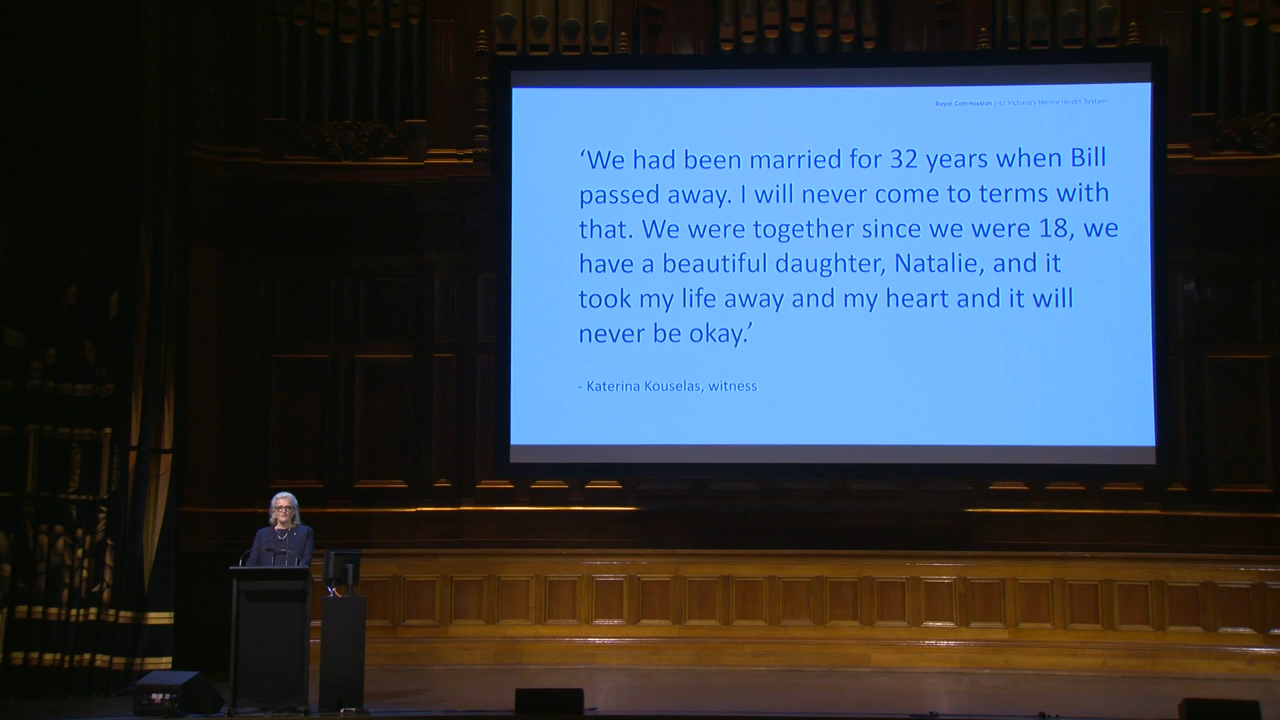 Royal Commission into Victoria's Mental Health System
‘We had been married for 32 years when Bill
passed away. I will never come to terms with
that. We were together since we were 18, we
have a beautiful daughter, Natalie, and it
took my life away and my heart and it will
never be okay.’
- Katerina Kouselas, witness